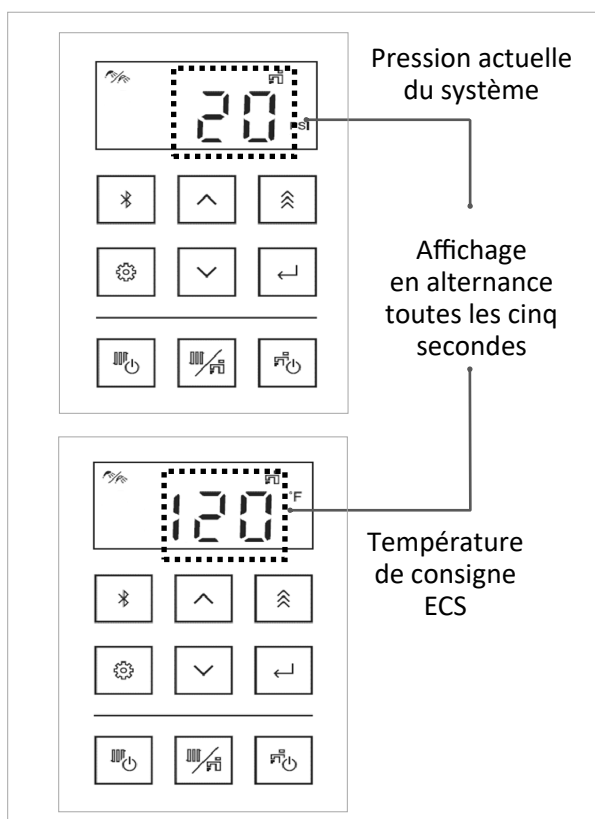 Pression actuelle
du système
20
PSI
Affichage
en alternance
toutes les cinq
secondes
120
°F
Température
de consigne
ECS